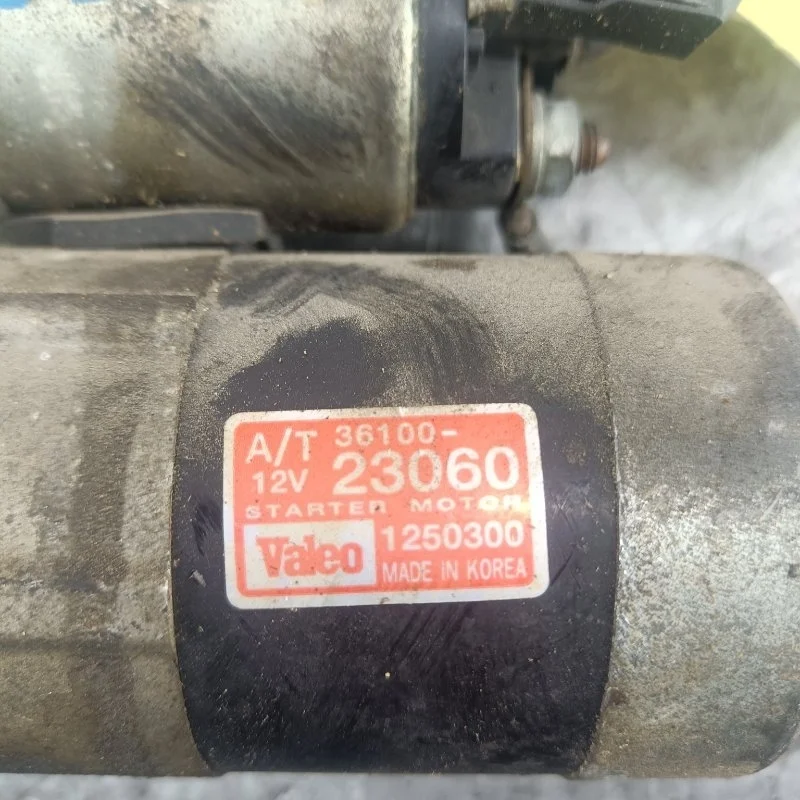 A/T 36100-
12V 23060
STARTER MOTOR
Valeo 1250300
MADE IN KOREA